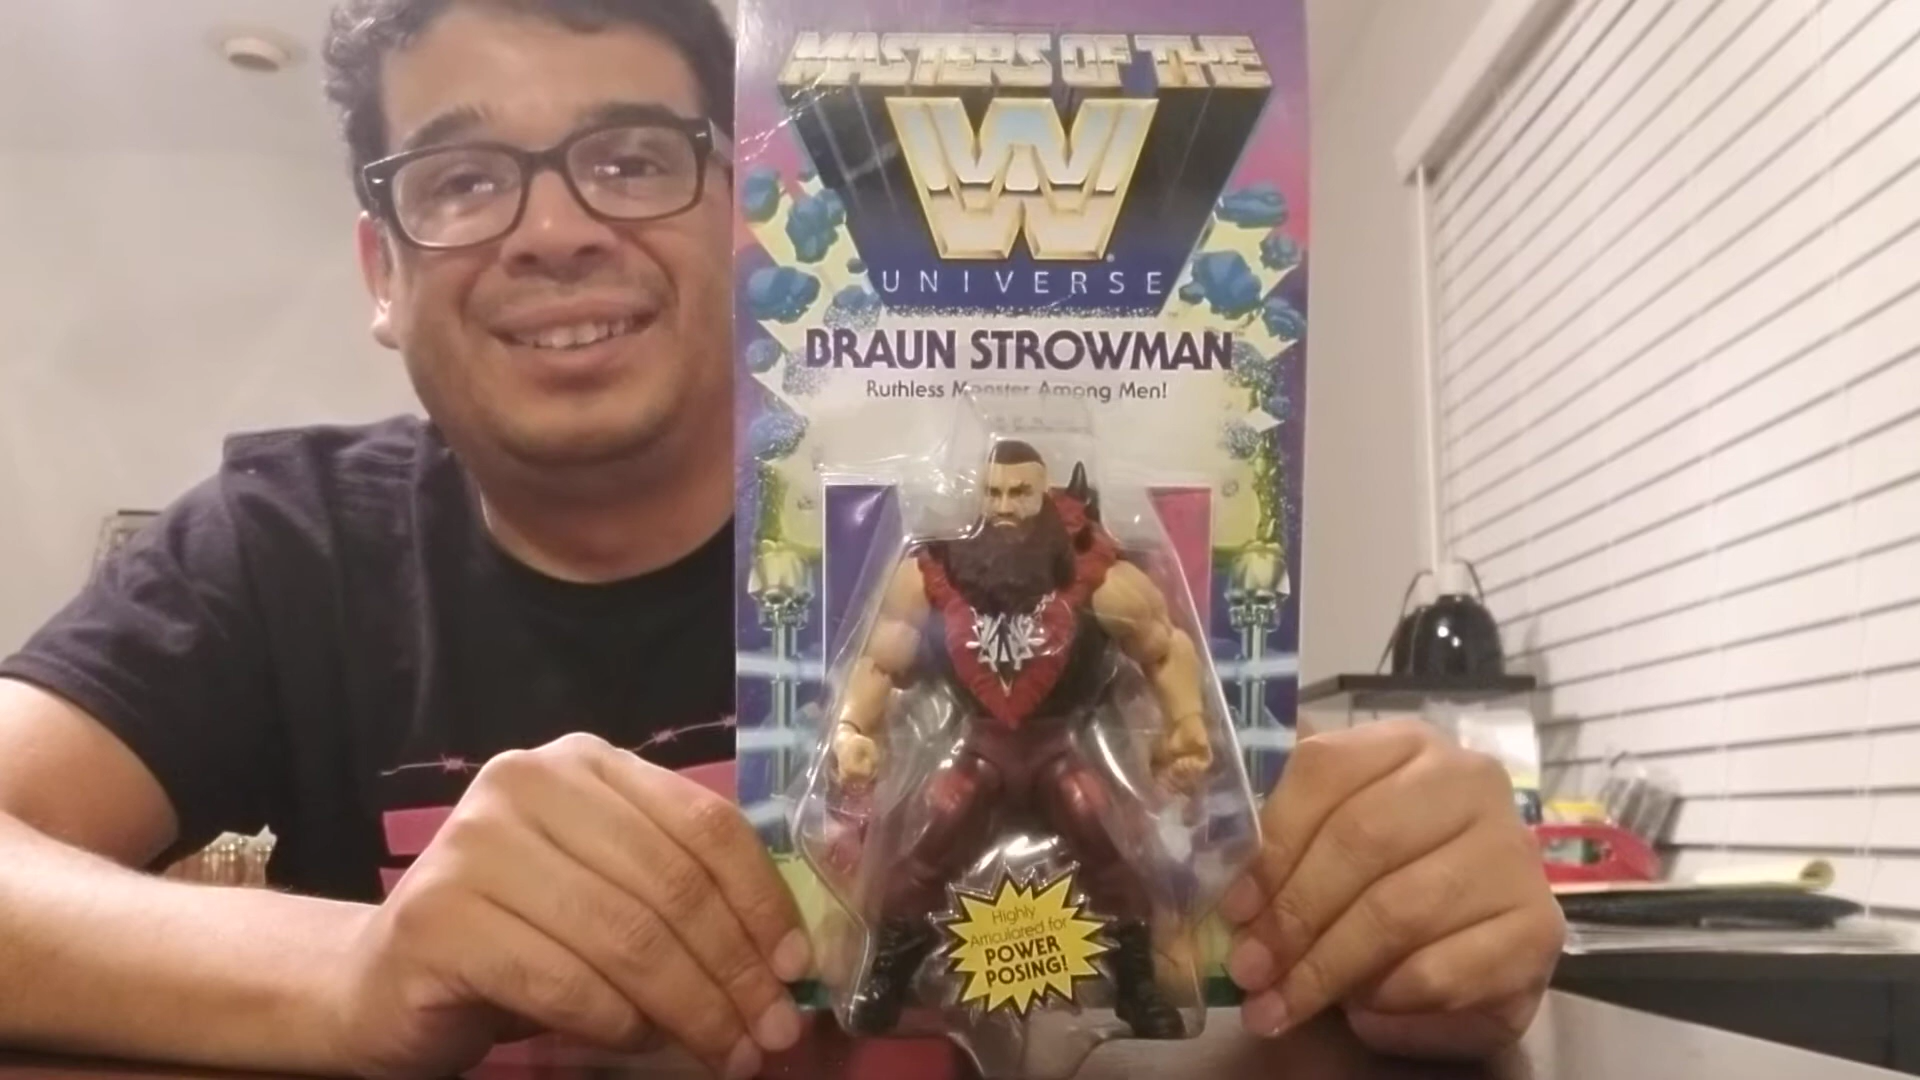 MASTERS OF THE
W
UNIVERSE
BRAUN STROWMAN
Ruthless Monster Among Men!
Highly
Articulated for
POWER
POSING!